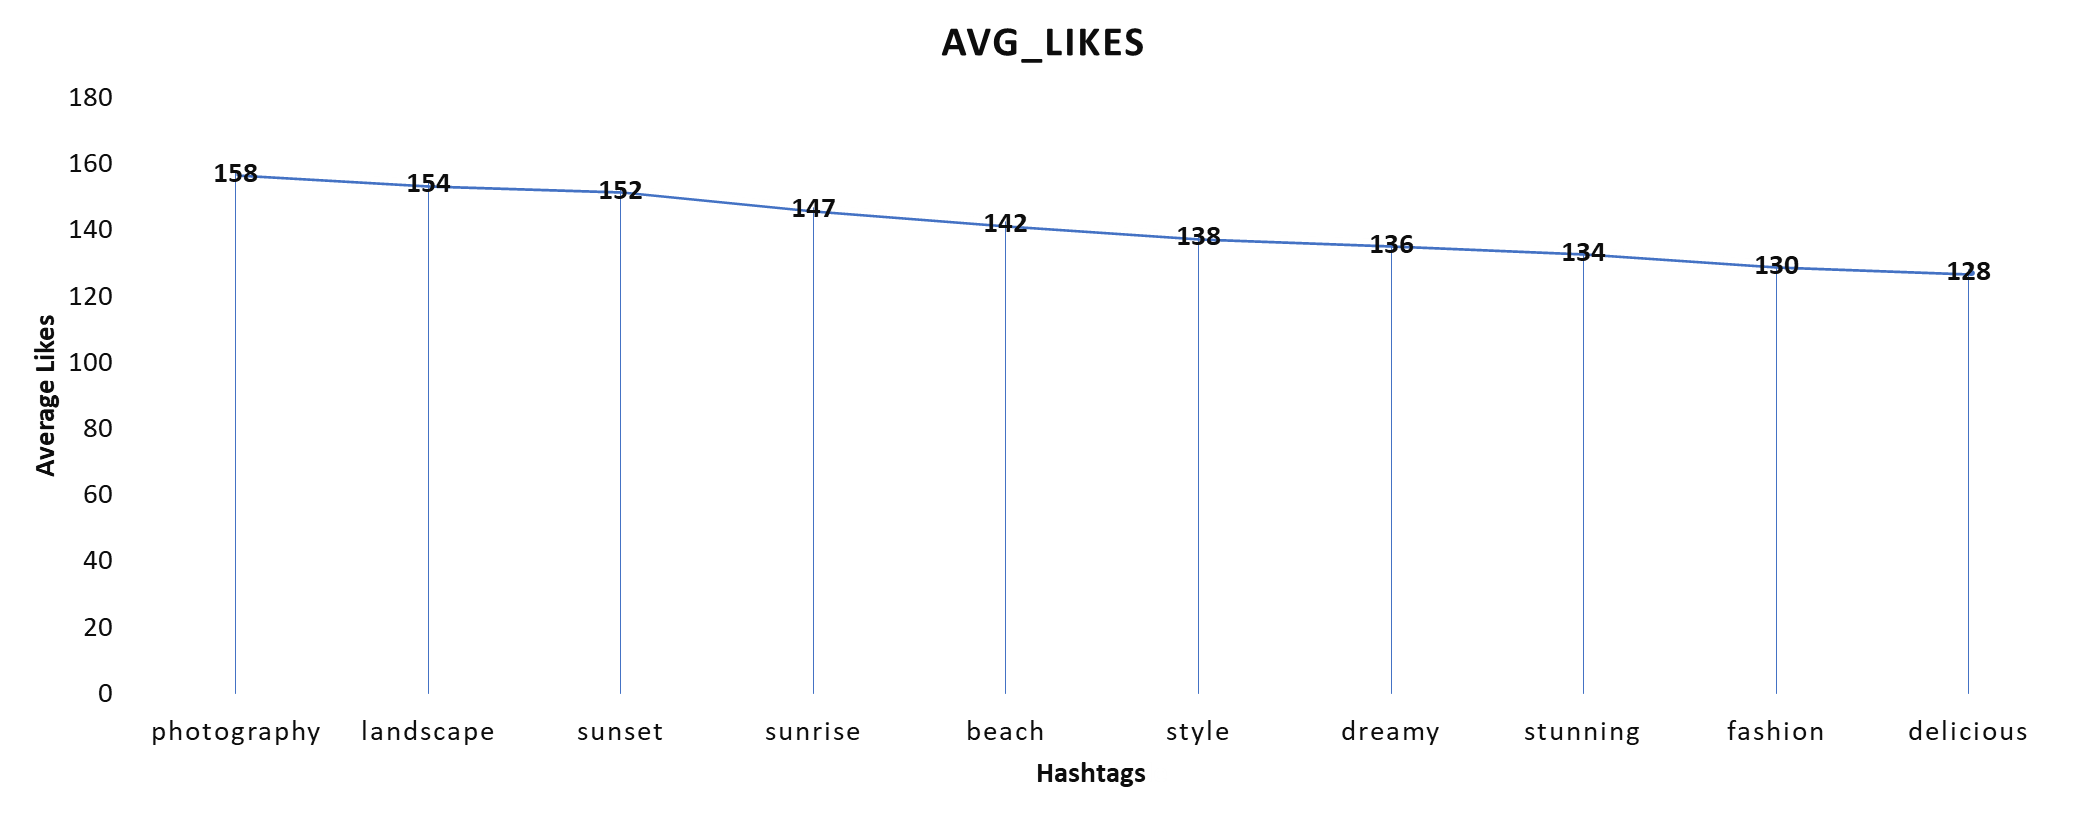 AVG_LIKES
180
160
140
120
100
80
60
40
20
0
Average Likes
158 154 152 147 142 138 136 134 130 128
photography landscape sunset sunrise beach style dreamy stunning fashion delicious
Hashtags